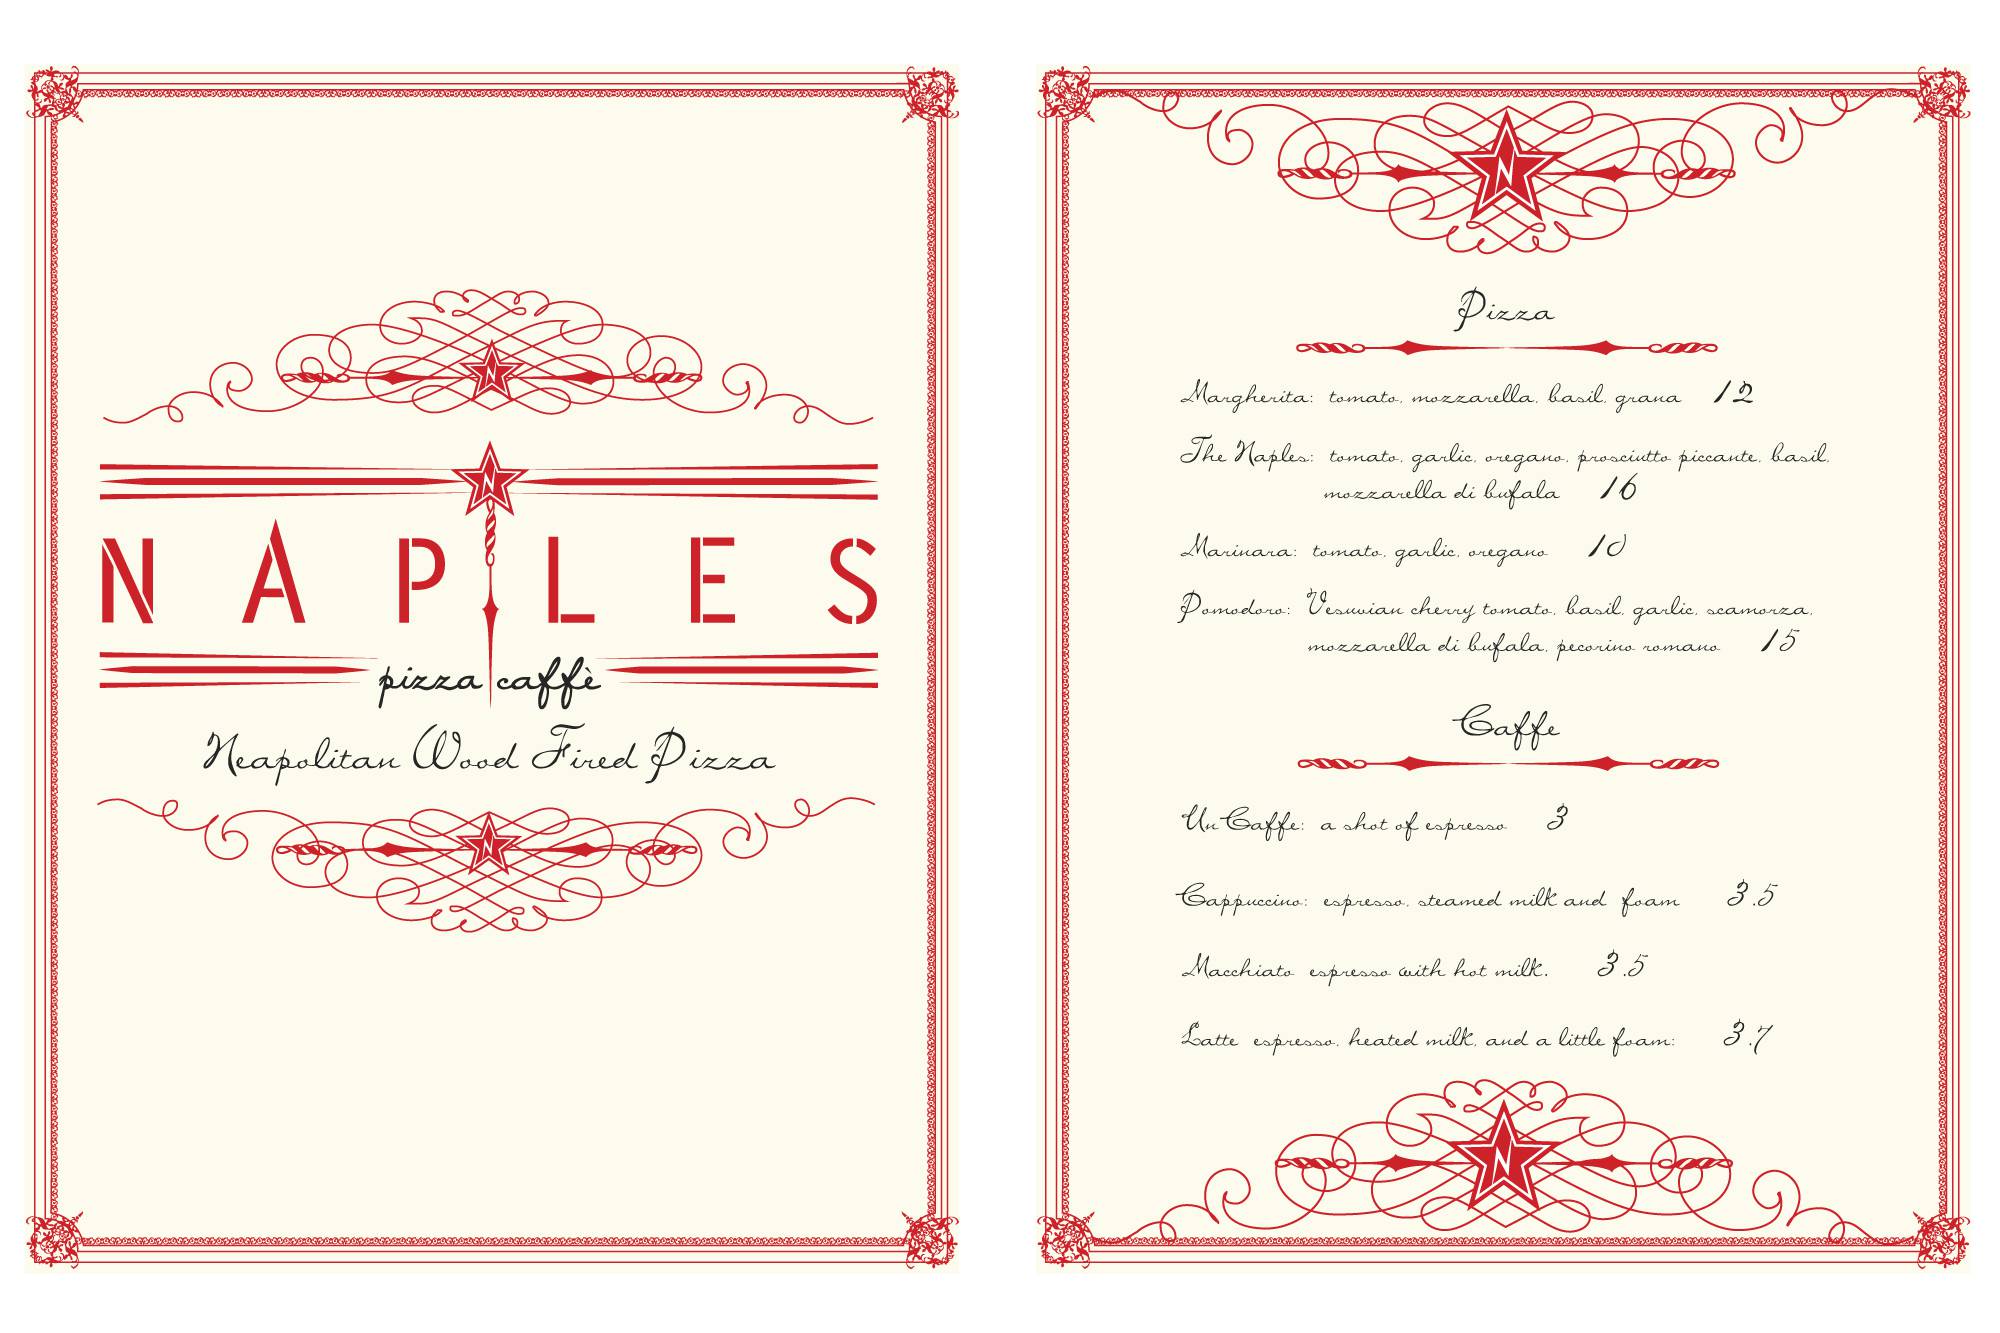 NAPLES
pizza caffè
Neapolitan Wood Fired Pizza
Pizza
Margherita: tomato, mozzarella, basil, grana 12
The Naples: tomato, garlic, oregano, prosciutto piccante, basil,
mozzarella di bufala 16
Marinara: tomato, garlic, oregano 10
Pomodoro: Vesuvian cherry tomato, basil, garlic, scamorza,
mozzarella di bufala, pecorino romano 15
Caffe
Un Caffe: a shot of espresso 3
Cappuccino: espresso, steamed milk and foam 3.5
Macchiato espresso with hot milk. 3.5
Latte espresso, heated milk, and a little foam: 3.7